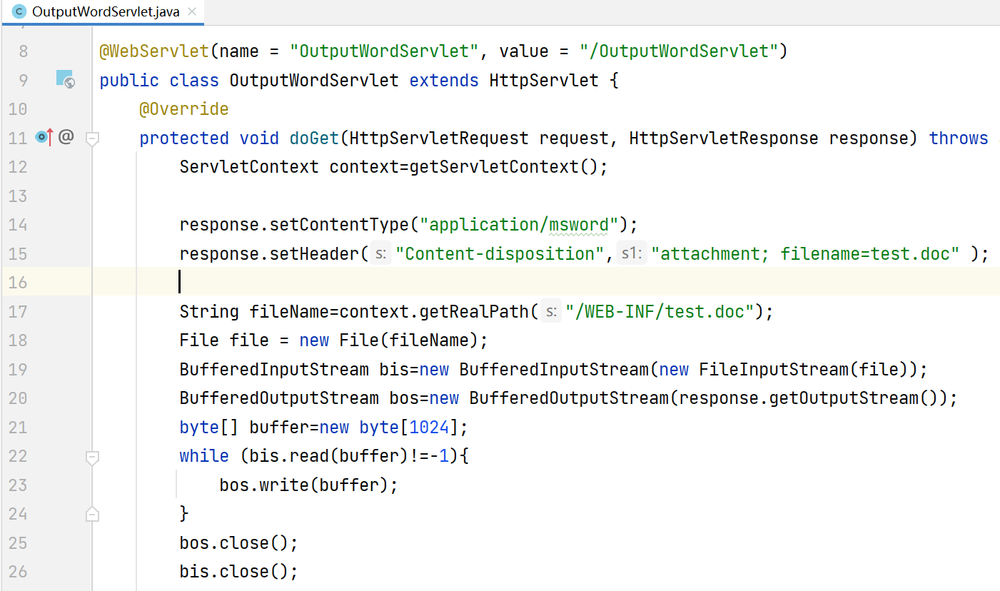 OutputWordServlet.java
8 @WebServlet(name = "OutputWordServlet", value = "/OutputWordServlet")
9 public class OutputWordServlet extends HttpServlet {
10 @Override
11 @ protected void doGet(HttpServletRequest request, HttpServletResponse response) throws
12 ServletContext context=getServletContext();
13
14 response.setContentType("application/msword");
15 response.setHeader( s: "Content-disposition", s1: "attachment; filename=test.doc" );
16
17 String fileName=context.getRealPath( s: "/WEB-INF/test.doc");
18 File file = new File(fileName);
19 BufferedInputStream bis=new BufferedInputStream(new FileInputStream(file));
20 BufferedOutputStream bos=new BufferedOutputStream(response.getOutputStream());
21 byte[] buffer=new byte[1024];
22 while (bis.read(buffer)!=-1){
23 bos.write(buffer);
24 }
25 bos.close();
26 bis.close();